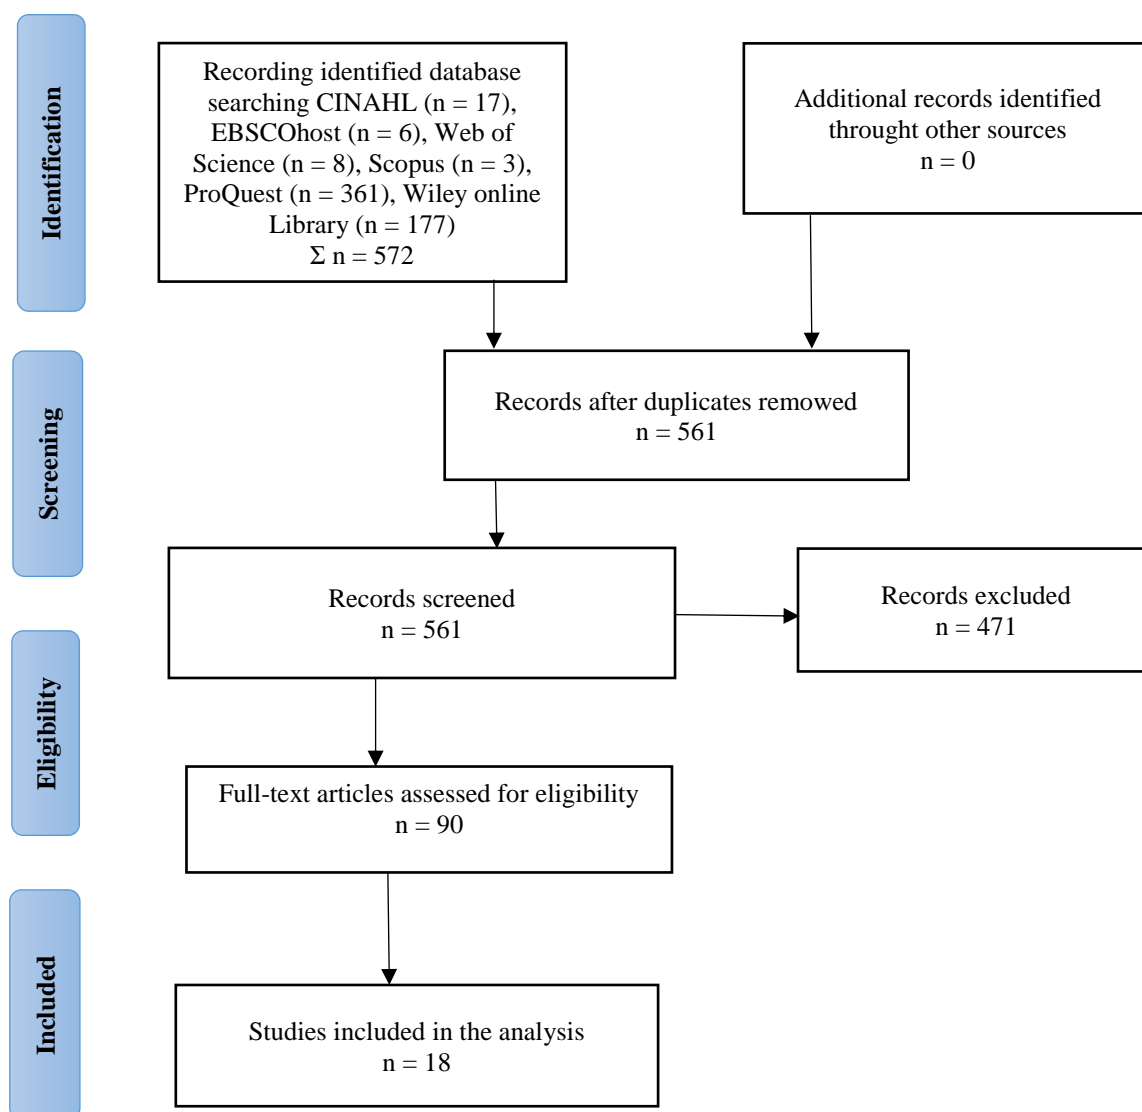 Identification
Recording identified database
searching CINAHL (n = 17),
EBSCOhost (n = 6), Web of
Science (n = 8), Scopus (n = 3),
ProQuest (n = 361), Wiley online
Library (n = 177)
Σ n = 572
Additional records identified
throught other sources
n = 0
Screening
Records after duplicates remowed
n = 561
Records screened
n = 561
Records excluded
n = 471
Eligibility
Full-text articles assessed for eligibility
n = 90
Included
Studies included in the analysis
n = 18